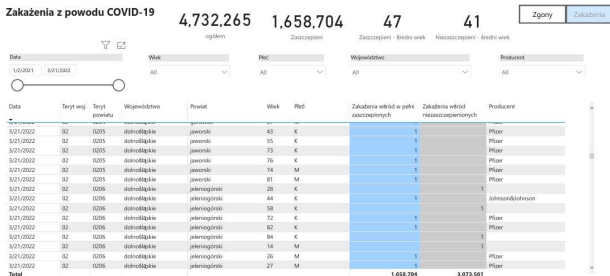 Zakażenia z powodu COVID-19
4,732,265 1,658,704 47 41
ogółem Zaszczepieni Zaszczepieni - średni wiek Niezaszczepieni - średni wiek
Zgony Zakażenia
Data Wiek Płeć Województwo Producent
1/2/2021 3/21/2022 All All All All
Data Teryt woj. Teryt powiatu Województwo Powiat Wiek Płeć Zakażenia wśród w pełni zaszczepionych Zakażenia wśród niezaszczepionych Producent
3/21/2022 02 0205 dolnośląskie jaworski 43 K 1 Pfizer
3/21/2022 02 0205 dolnośląskie jaworski 55 K 1 Pfizer
3/21/2022 02 0205 dolnośląskie jaworski 73 K 1 Pfizer
3/21/2022 02 0205 dolnośląskie jaworski 76 K 1 Pfizer
3/21/2022 02 0205 dolnośląskie jaworski 74 M 1 Pfizer
3/21/2022 02 0205 dolnośląskie jaworski 81 M 1 Pfizer
3/21/2022 02 0206 dolnośląskie jeleniogórski 28 K 1
3/21/2022 02 0206 dolnośląskie jeleniogórski 44 K 1 Johnson&Johnson
3/21/2022 02 0206 dolnośląskie jeleniogórski 58 K 1
3/21/2022 02 0206 dolnośląskie jeleniogórski 72 K 1 Pfizer
3/21/2022 02 0206 dolnośląskie jeleniogórski 82 K 1 Pfizer
3/21/2022 02 0206 dolnośląskie jeleniogórski 84 K 1
3/21/2022 02 0206 dolnośląskie jeleniogórski 14 M 1
3/21/2022 02 0206 dolnośląskie jeleniogórski 26 M 1 Pfizer
3/21/2022 02 0206 dolnośląskie jeleniogórski 27 M 1 Pfizer
Total 1,658,704 3,073,561